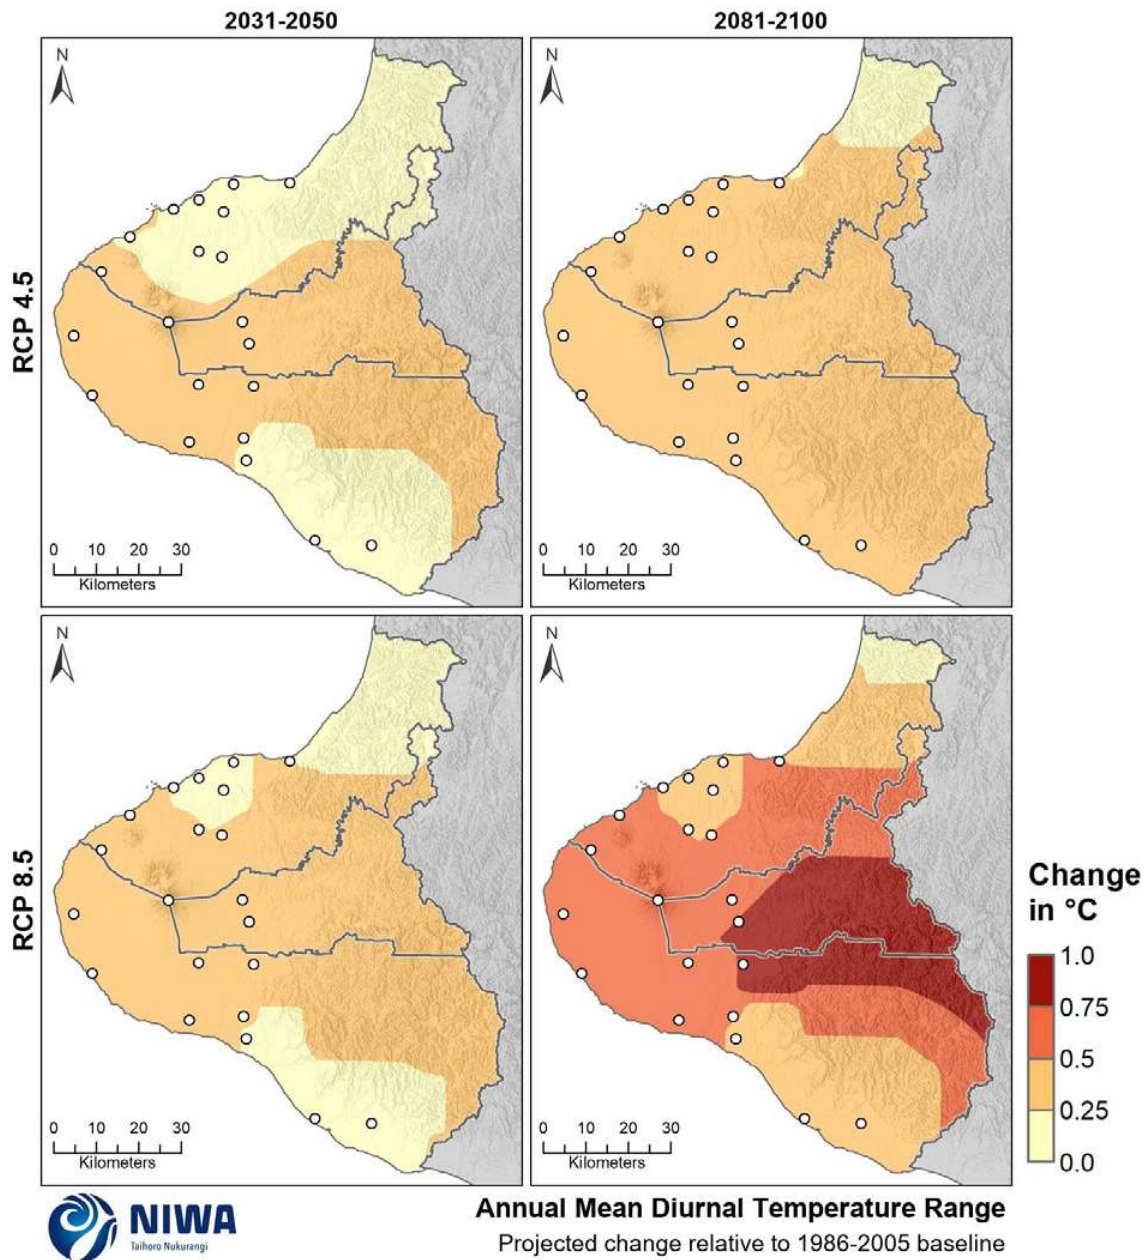 2031-2050
2081-2100
RCP 4.5
N
0 10 20 30
Kilometers
N
0 10 20 30
Kilometers
RCP 8.5
N
0 10 20 30
Kilometers
N
0 10 20 30
Kilometers
Change
in °C
1.0
0.75
0.5
0.25
0.0
NIWA
Taihoro Nukurangi
Annual Mean Diurnal Temperature Range
Projected change relative to 1986-2005 baseline